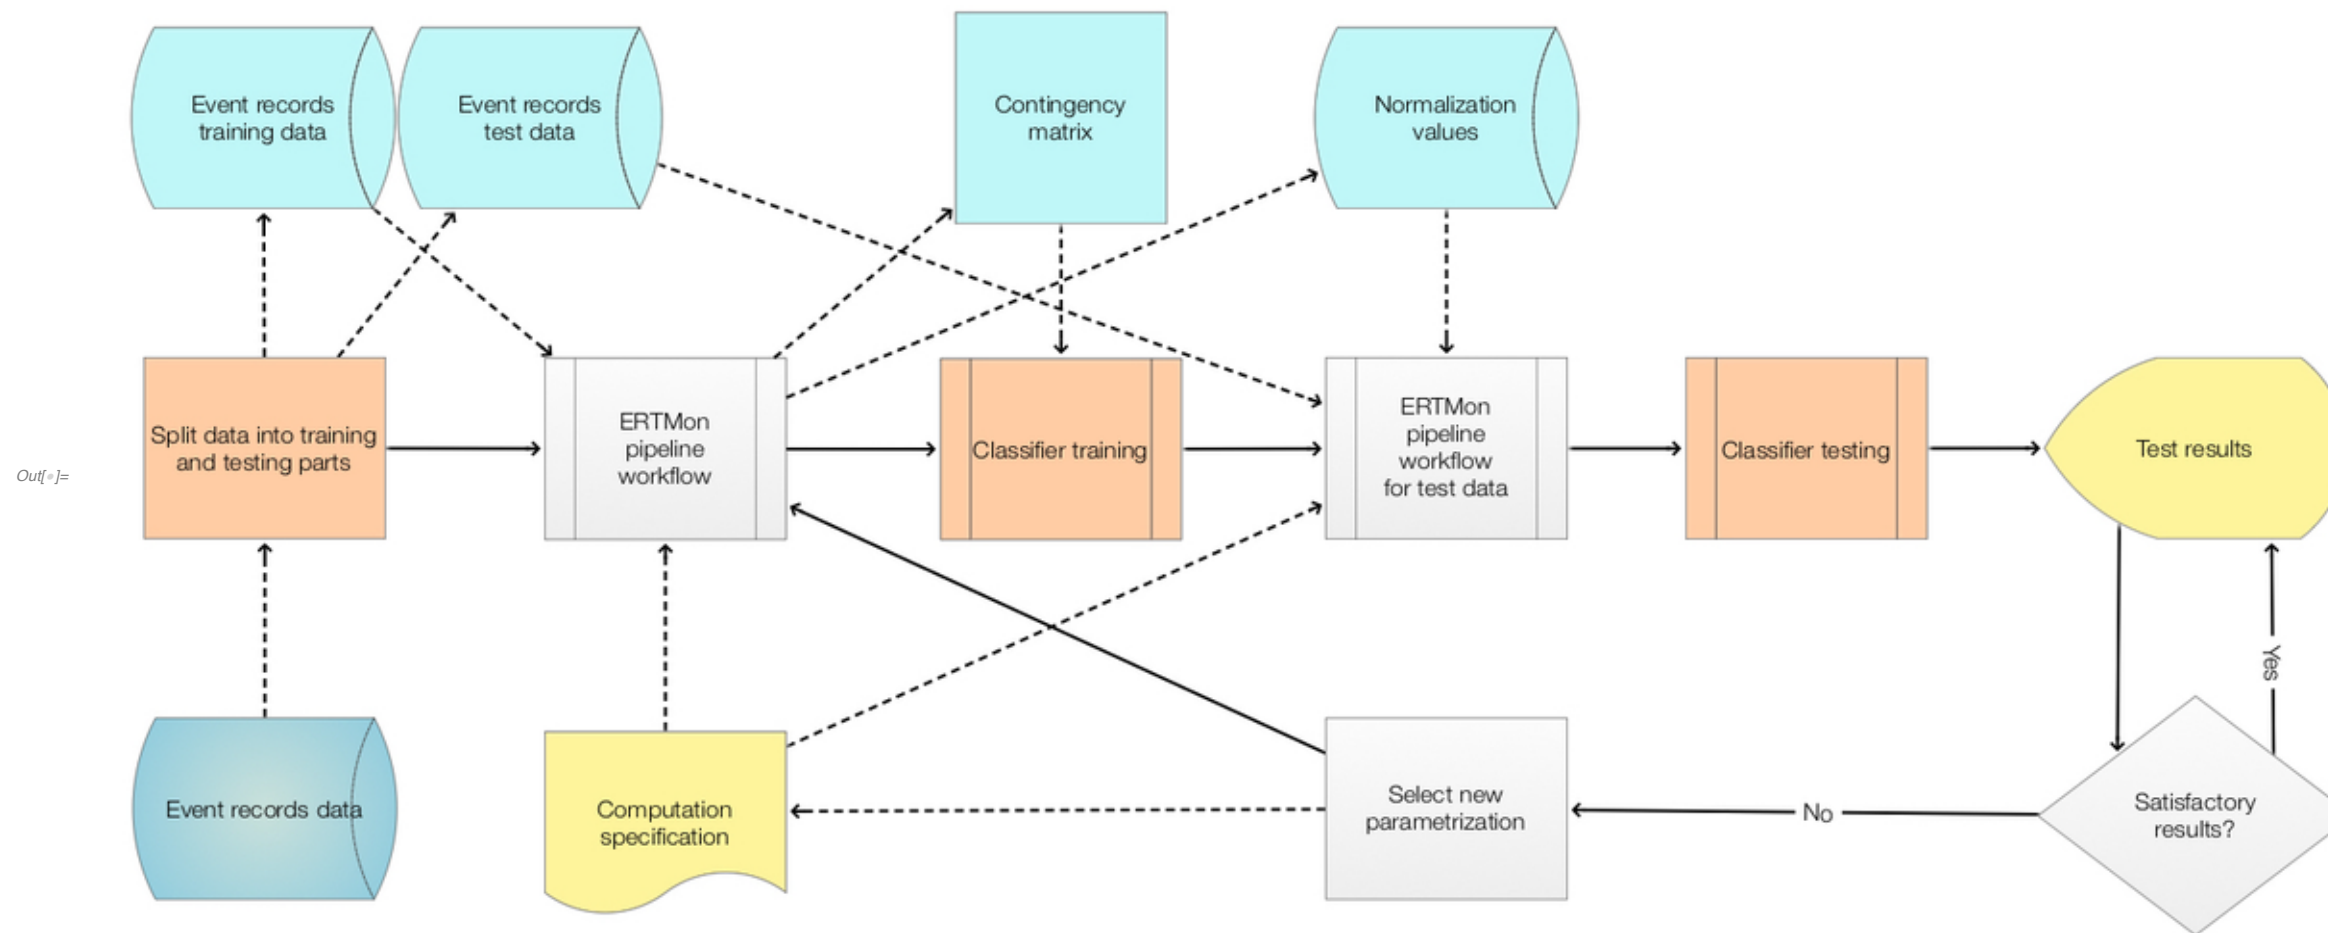 Event records
training data
Event records
test data
Contingency
matrix
Normalization
values
Out[•]=
Split data into training
and testing parts
ERTMon
pipeline
workflow
Classifier training
ERTMon
pipeline
workflow
for test data
Classifier testing
Test results
Yes
Event records data
Computation
specification
Select new
parametrization
No
Satisfactory
results?